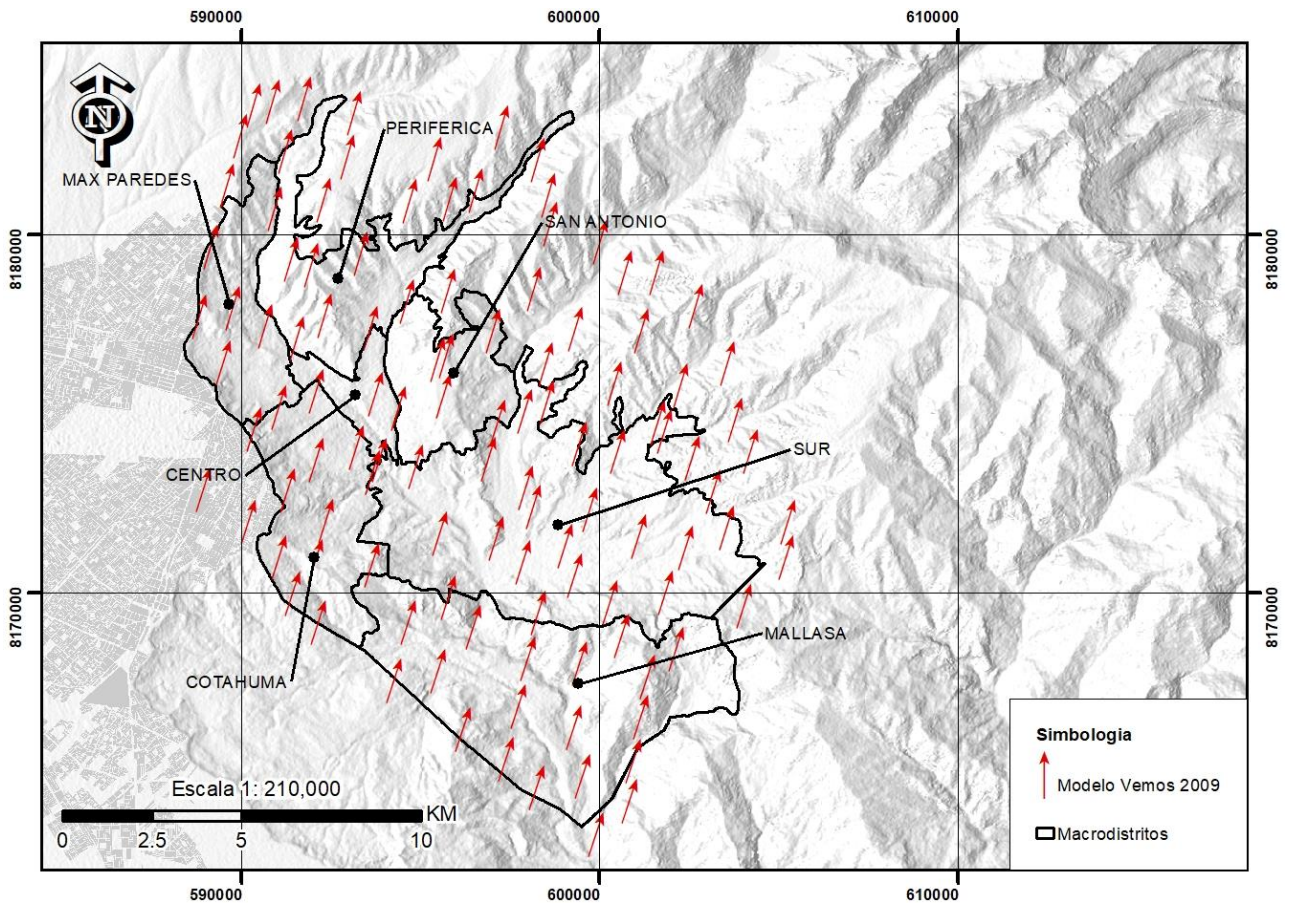 590000
600000
610000
N
PERIFERICA
MAX PAREDES
SAN ANTONIO
8180000
8180000
CENTRO
SUR
8170000
8170000
MALLASA
COTAHUMA
Simbologia
Modelo Vemos 2009
Macrodistritos
Escala 1: 210,000
KM
0 2.5 5 10
590000
600000
610000